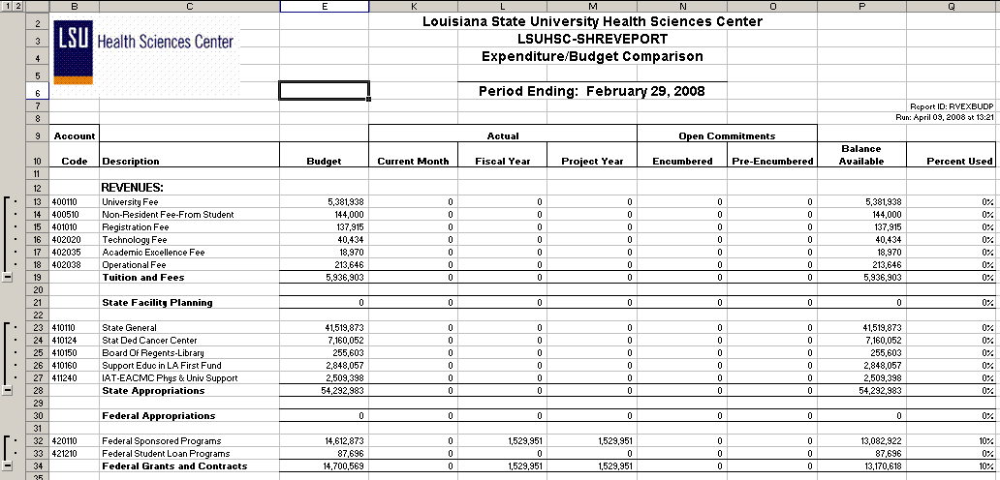 1 2 B C E K L M N O P Q
2 Louisiana State University Health Sciences Center
LSU Health Sciences Center
3 LSUHSC-SHREVEPORT
4 Expenditure/Budget Comparison
5
6 Period Ending: February 29, 2008
7 Report ID: RVEXBUDP
8 Run: April 09, 2008 at 13:21
9 Account Actual Open Commitments
10 Code Description Budget Current Month Fiscal Year Project Year Encumbered Pre-Encumbered Balance Available Percent Used
11
12 REVENUES:
13 400110 University Fee 5,381,938 0 0 0 0 0 5,381,938 0%
14 400510 Non-Resident Fee-From Student 144,000 0 0 0 0 0 144,000 0%
15 401010 Registration Fee 137,915 0 0 0 0 0 137,915 0%
16 402020 Technology Fee 40,434 0 0 0 0 0 40,434 0%
17 402035 Academic Excellence Fee 18,970 0 0 0 0 0 18,970 0%
18 402038 Operational Fee 213,646 0 0 0 0 0 213,646 0%
19 Tuition and Fees 5,936,903 0 0 0 0 0 5,936,903 0%
20
21 State Facility Planning 0 0 0 0 0 0 0 0%
22
23 410110 State General 41,519,873 0 0 0 0 0 41,519,873 0%
24 410124 Stat Ded Cancer Center 7,160,052 0 0 0 0 0 7,160,052 0%
25 410150 Board Of Regents-Library 255,603 0 0 0 0 0 255,603 0%
26 410160 Support Educ in LA First Fund 2,848,057 0 0 0 0 0 2,848,057 0%
27 411240 IAT-EACMC Phys & Univ Support 2,509,398 0 0 0 0 0 2,509,398 0%
28 State Appropriations 54,292,983 0 0 0 0 0 54,292,983 0%
29
30 Federal Appropriations 0 0 0 0 0 0 0 0%
31
32 420110 Federal Sponsored Programs 14,612,873 0 1,529,951 1,529,951 0 0 13,082,922 10%
33 421210 Federal Student Loan Programs 87,696 0 0 0 0 0 87,696 0%
34 Federal Grants and Contracts 14,700,569 0 1,529,951 1,529,951 0 0 13,170,618 10%
35